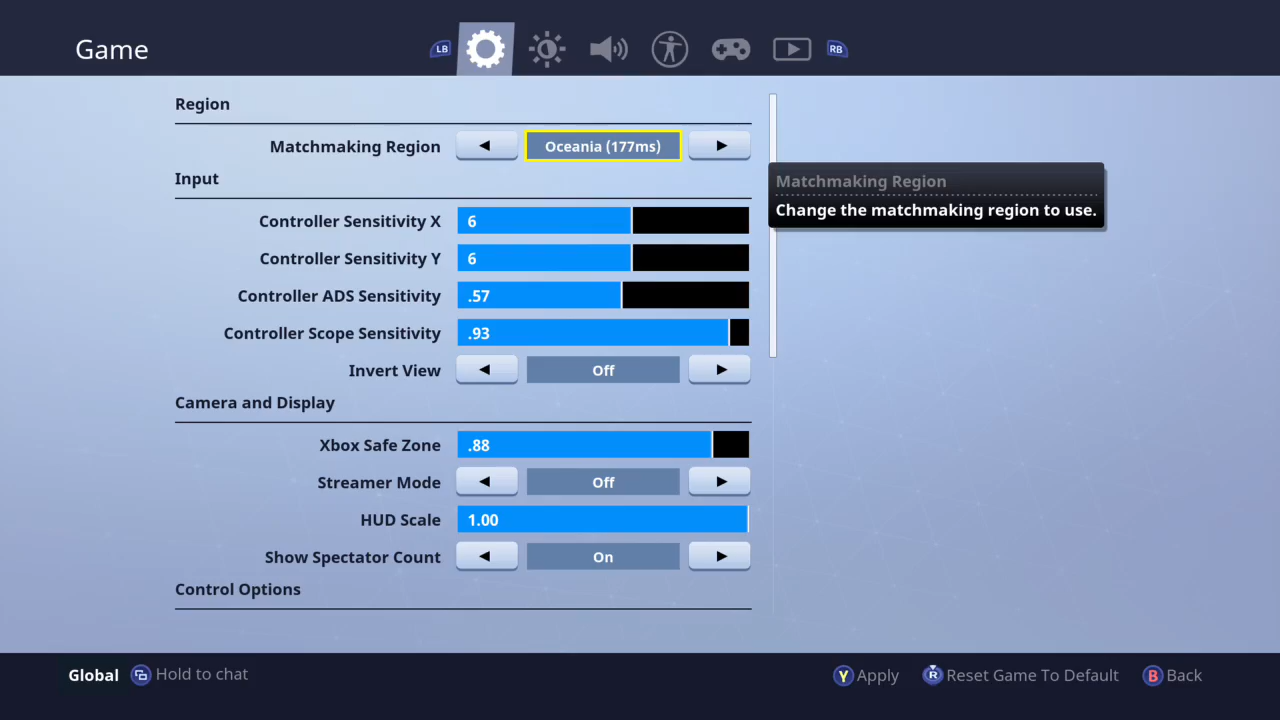 Game
LB
RB
Region
Matchmaking Region
Oceania (177ms)
Matchmaking Region
Change the matchmaking region to use.
Input
Controller Sensitivity X
6
Controller Sensitivity Y
6
Controller ADS Sensitivity
.57
Controller Scope Sensitivity
.93
Invert View
Off
Camera and Display
Xbox Safe Zone
.88
Streamer Mode
Off
HUD Scale
1.00
Show Spectator Count
On
Control Options
Global
Hold to chat
Y Apply
R Reset Game To Default
B Back